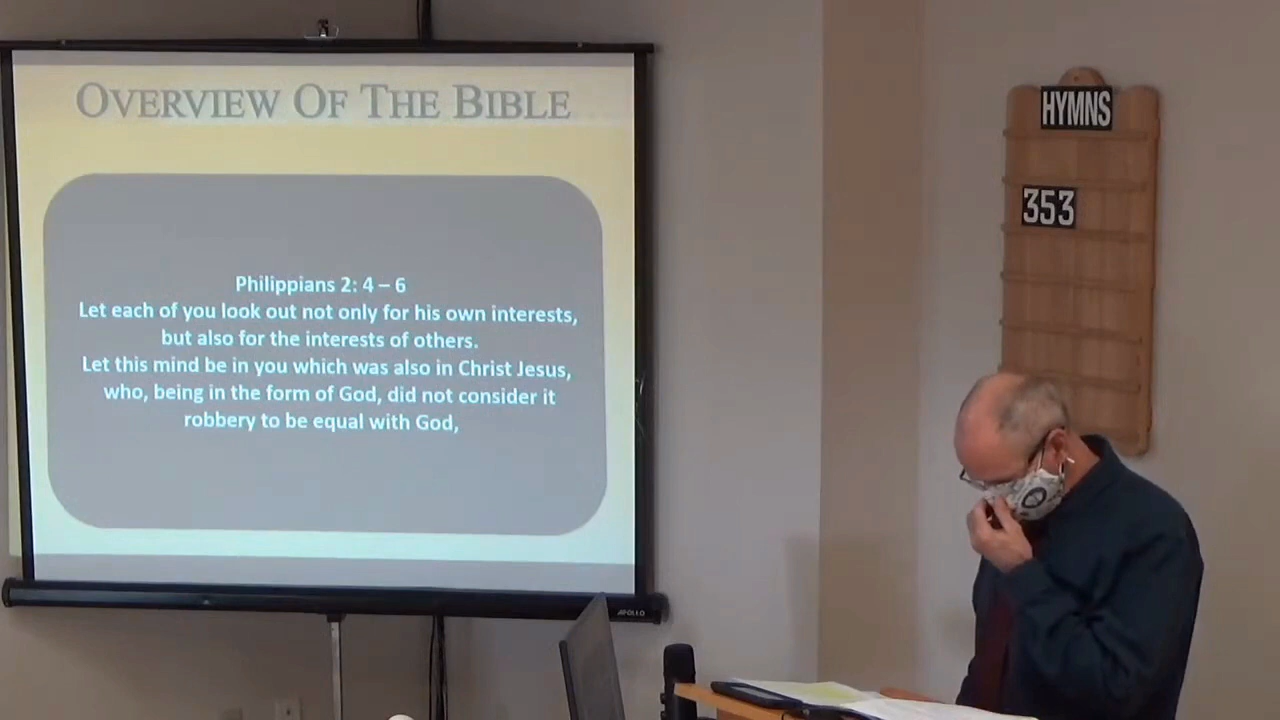 OVERVIEW OF THE BIBLE
Philippians 2: 4 – 6
Let each of you look out not only for his own interests,
but also for the interests of others.
Let this mind be in you which was also in Christ Jesus,
who, being in the form of God, did not consider it
robbery to be equal with God,
APOLLO
HYMNS
353